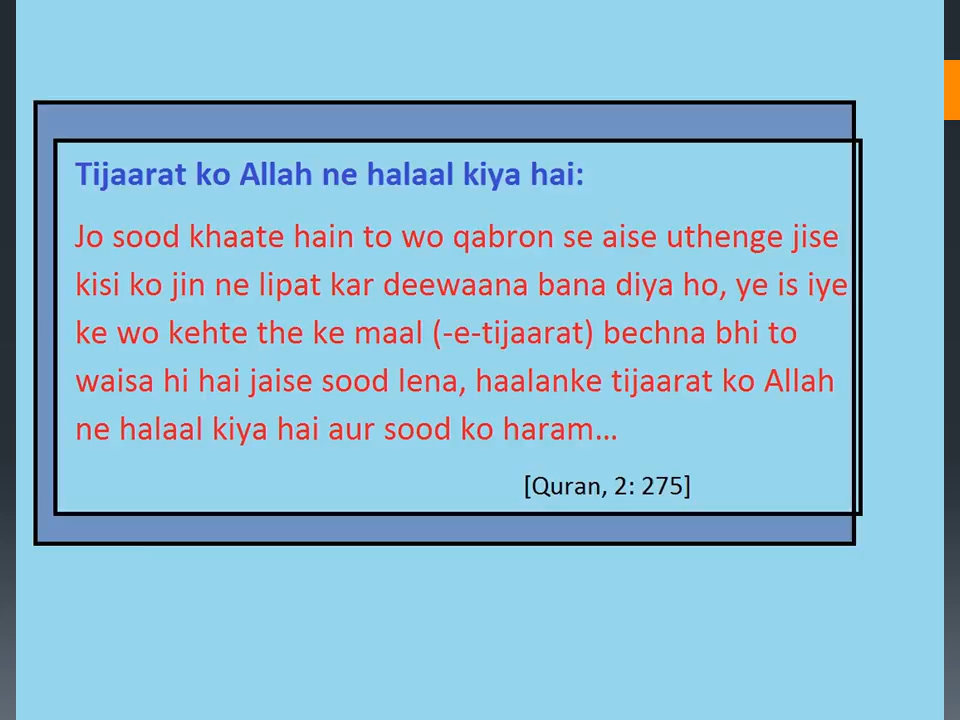 Tijaarat ko Allah ne halaal kiya hai:
Jo sood khaate hain to wo qabron se aise uthenge jise
kisi ko jin ne lipat kar deewaana bana diya ho, ye is iye
ke wo kehte the ke maal (-e-tijaarat) bechna bhi to
waisa hi hai jaise sood lena, haalanke tijaarat ko Allah
ne halaal kiya hai aur sood ko haram…
[Quran, 2: 275]